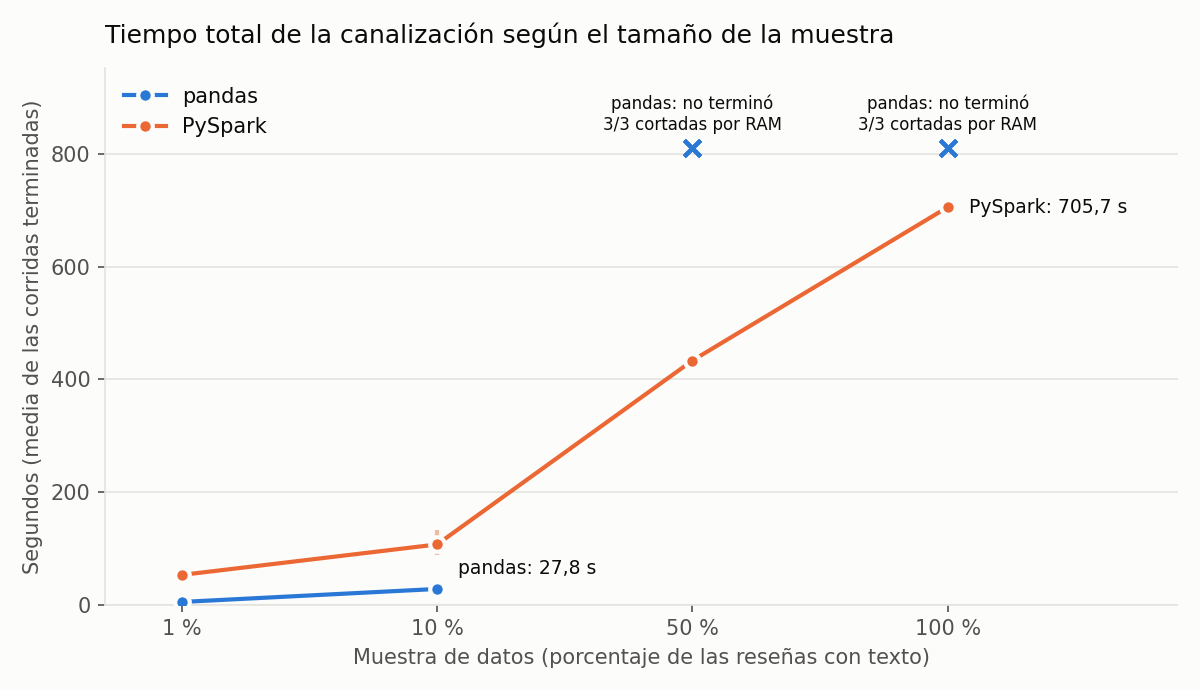 Tiempo total de la canalización según el tamaño de la muestra
pandas
PySpark
pandas: no terminó
3/3 cortadas por RAM
pandas: no terminó
3/3 cortadas por RAM
PySpark: 705,7 s
pandas: 27,8 s
Segundos (media de las corridas terminadas)
800
600
400
200
0
1 %
10 %
50 %
100 %
Muestra de datos (porcentaje de las reseñas con texto)